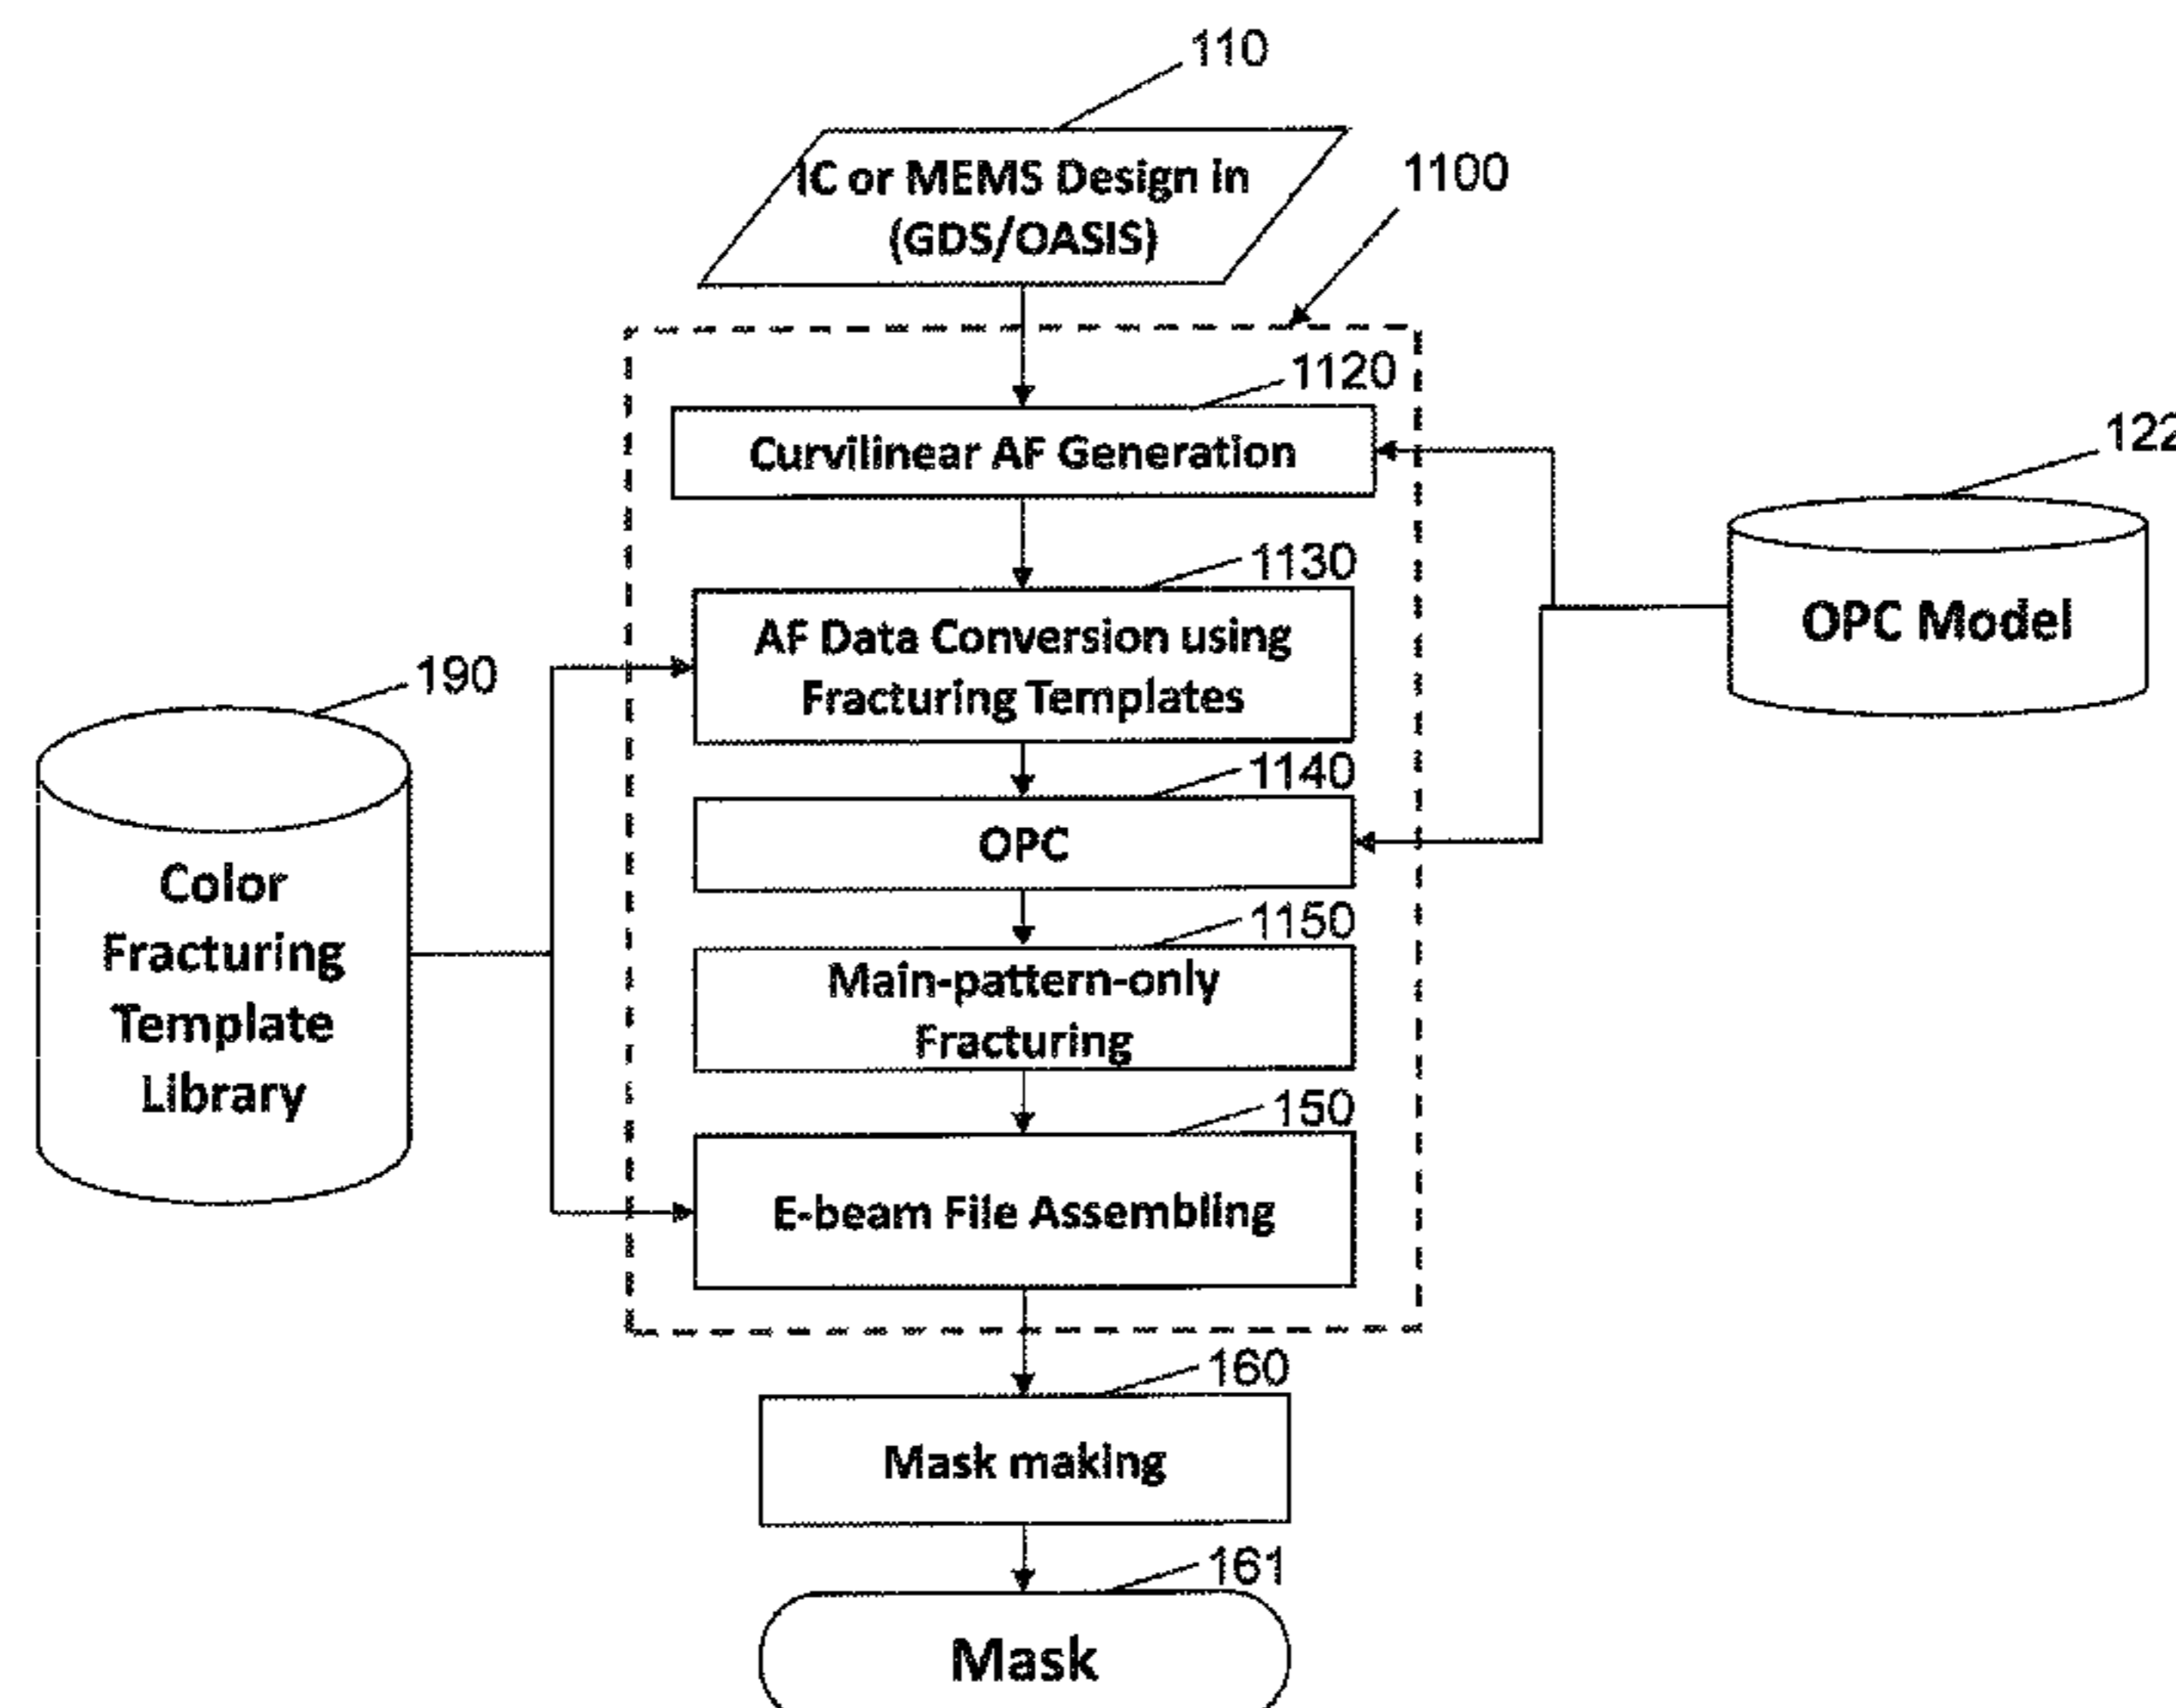 110
IC or MEMS Design in
(GDS/OASIS)
1100
1120
Curvilinear AF Generation
122
1130
AF Data Conversion using
Fracturing Templates
OPC Model
190
1140
OPC
Color
Fracturing
Template
Library
1150
Main-pattern-only
Fracturing
150
E-beam File Assembling
160
Mask making
161
Mask